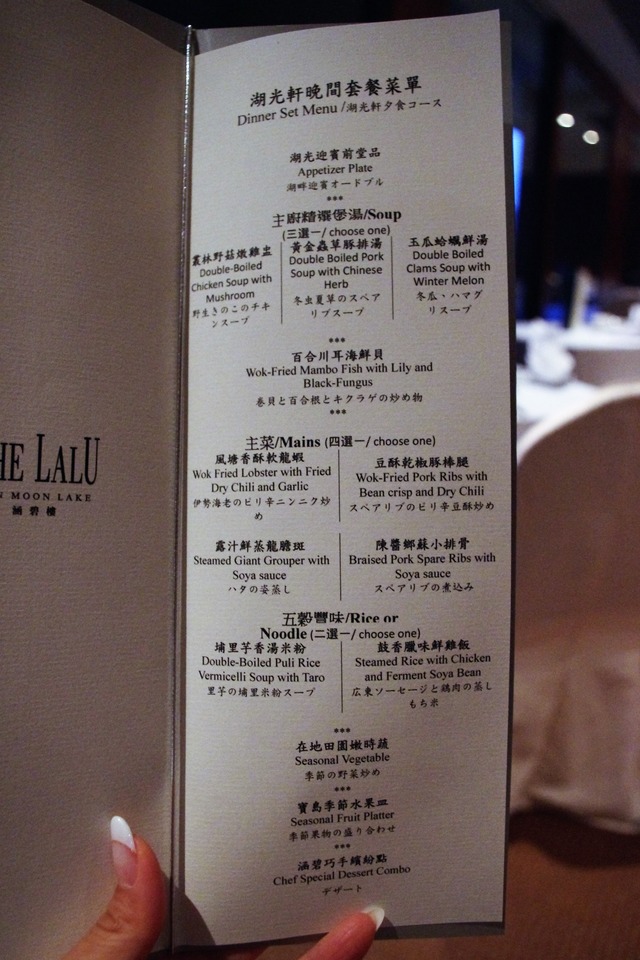 HE LALU
N MOON LAKE
涵碧樓
湖光軒晚間套餐菜單
Dinner Set Menu /湖光軒夕食コース
湖光迎賓前堂品
Appetizer Plate
湖畔迎賓オードブル
***
主廚精選煲湯/Soup
(三選一/ choose one)
叢林野菇燉雞盅
Double-Boiled
Chicken Soup with
Mushroom
野生きのこのチキ
ンスープ
黃金蟲草豚排湯
Double Boiled Pork
Soup with Chinese
Herb
冬虫夏草のスペア
リブスープ
玉瓜蛤蠣鮮湯
Double Boiled
Clams Soup with
Winter Melon
冬瓜、ハマグ
リスープ
***
百合川耳海鮮貝
Wok-Fried Mambo Fish with Lily and
Black-Fungus
巻貝と百合根とキクラゲの炒め物
***
主菜/Mains (四選一/ choose one)
風塘香酥軟龍蝦
Wok Fried Lobster with Fried
Dry Chili and Garlic
伊勢海老のピリ辛ニンニク炒
め
豆酥乾椒豚棒腿
Wok-Fried Pork Ribs with
Bean crisp and Dry Chili
スペアリブのピリ辛豆酥炒め
露汁鮮蒸龍膽斑
Steamed Giant Grouper with
Soya sauce
ハタの姿蒸し
陳醬鄉蘇小排骨
Braised Pork Spare Ribs with
Soya sauce
スペアリブの煮込み
五穀豐味/Rice or
Noodle (二選一/ choose one)
埔里芋香湯米粉
Double-Boiled Puli Rice
Vermicelli Soup with Taro
里芋の埔里米粉スープ
鼓香臘味鮮雞飯
Steamed Rice with Chicken
and Ferment Soya Bean
広東ソーセージと鶏肉の蒸し
もち米
***
在地田園嫩時蔬
Seasonal Vegetable
季節の野菜炒め
***
寶島季節水果皿
Seasonal Fruit Platter
季節果物の盛り合わせ
***
涵碧巧手繽紛點
Chef Special Dessert Combo
デザート